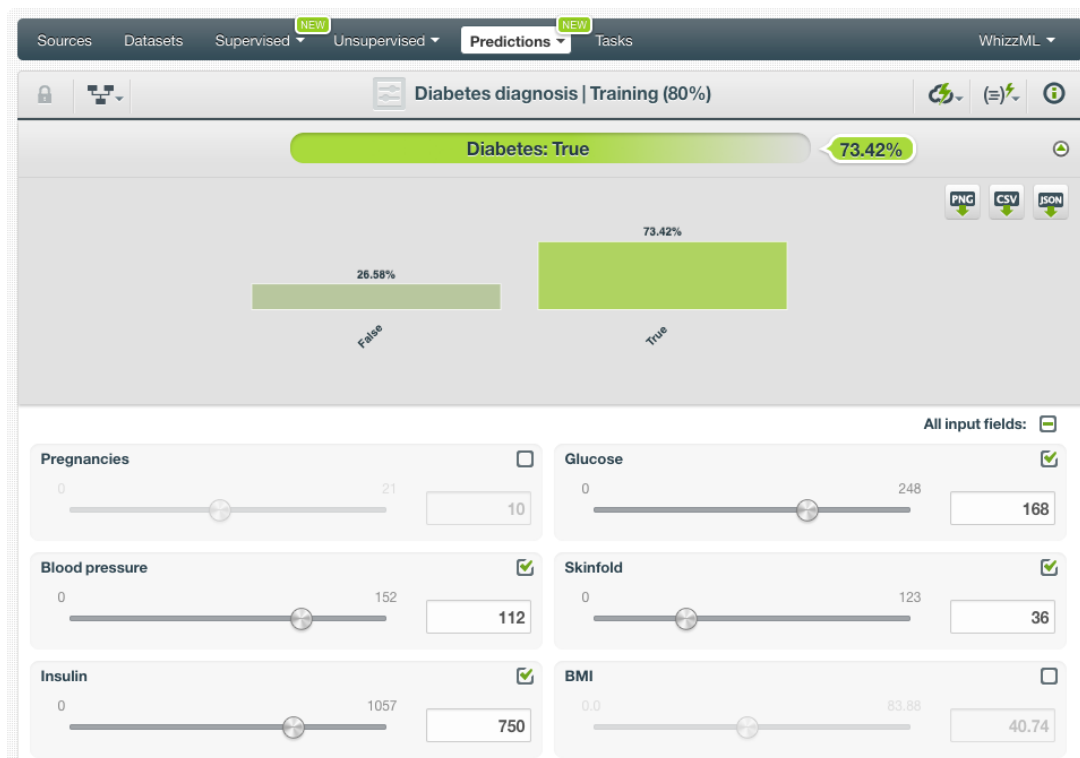 NEW NEW
Sources Datasets Supervised Unsupervised Predictions Tasks WhizzML
Diabetes diagnosis | Training (80%)
Diabetes: True 73.42%
PNG CSV JSON
73.42%
26.58%
False True
All input fields:
Pregnancies
0 21
10
Glucose
0 248
168
Blood pressure
0 152
112
Skinfold
0 123
36
Insulin
0 1057
750
BMI
0.0 83.88
40.74